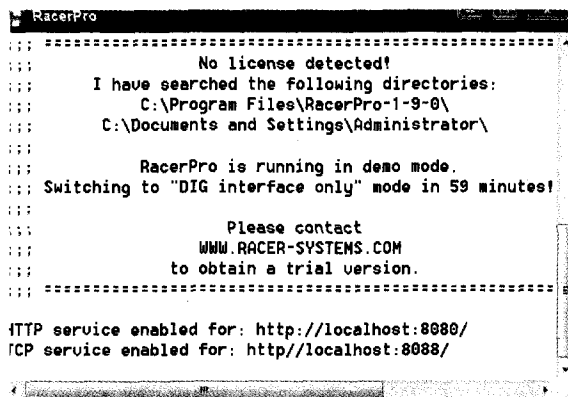 RacerPro
;;; ========================================================
;;; No license detected!
;;; I have searched the following directories:
;;; C:\Program Files\RacerPro-1-9-0\
;;; C:\Documents and Settings\Administrator\
;;;
;;; RacerPro is running in demo mode.
;;; Switching to "DIG interface only" mode in 59 minutes!
;;;
;;; Please contact
;;; WWW.RACER-SYSTEMS.COM
;;; to obtain a trial version.
;;; ========================================================
HTTP service enabled for: http://localhost:8080/
TCP service enabled for: http//localhost:8088/